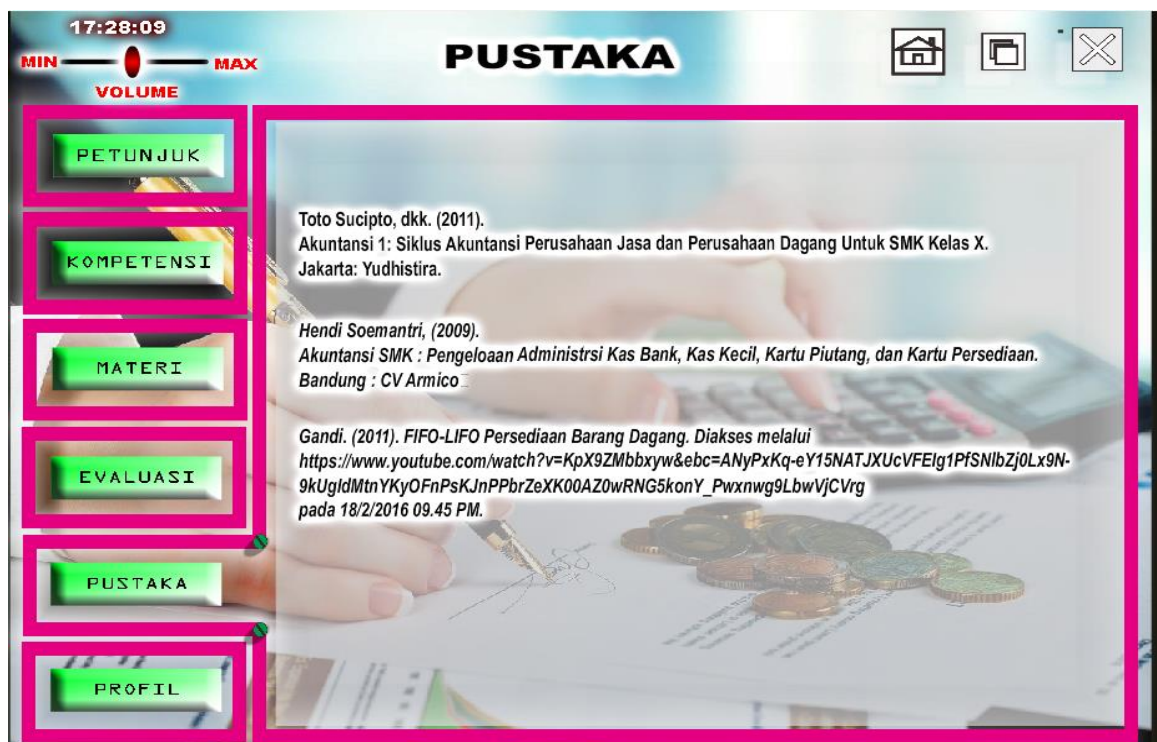 17:28:09
MIN MAX
VOLUME
PUSTAKA
PETUNJUK
KOMPETENSI
MATERI
EVALUASI
PUSTAKA
PROFIL
Toto Sucipto, dkk. (2011).
Akuntansi 1: Siklus Akuntansi Perusahaan Jasa dan Perusahaan Dagang Untuk SMK Kelas X.
Jakarta: Yudhistira.
Hendi Soemantri, (2009).
Akuntansi SMK : Pengeloaan Administrsi Kas Bank, Kas Kecil, Kartu Piutang, dan Kartu Persediaan.
Bandung : CV Armico
Gandi. (2011). FIFO-LIFO Persediaan Barang Dagang. Diakses melalui
https://www.youtube.com/watch?v=KpX9ZMbbxyw&ebc=ANyPxKq-eY15NATJXUcVFEIg1PfSNlbZj0Lx9N-
9kUgIdMtnYKyOFnPsKJnPPbrZeXK00AZ0wRNG5konY_Pwxnwg9LbwVjCVrg
pada 18/2/2016 09.45 PM.